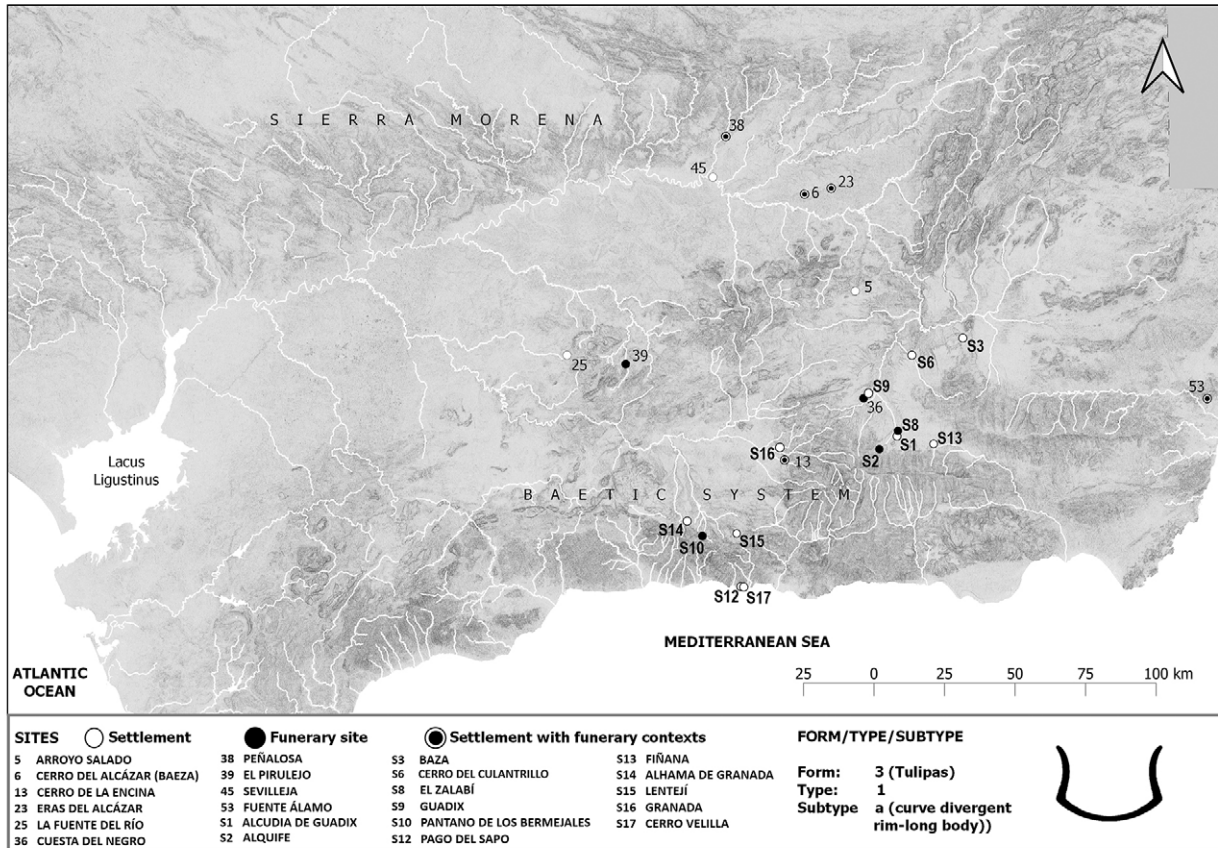 SIERRA MORENA
38
45
6
23
5
S3
S6
25
39
53
S9
36
S8
S1
S13
S2
S16
13
Lacus
Ligustinus
BAETIC SYSTEM
S14
S10
S15
S12
S17
MEDITERRANEAN SEA
ATLANTIC
OCEAN
25 0 25 50 75 100 km
SITES Settlement Funerary site Settlement with funerary contexts
5 ARROYO SALADO
6 CERRO DEL ALCÁZAR (BAEZA)
13 CERRO DE LA ENCINA
23 ERAS DEL ALCÁZAR
25 LA FUENTE DEL RÍO
36 CUESTA DEL NEGRO
38 PEÑALOSA
39 EL PIRULEJO
45 SEVILLEJA
53 FUENTE ÁLAMO
S1 ALCUDIA DE GUADIX
S2 ALQUIFE
S3 BAZA
S6 CERRO DEL CULANTRILLO
S8 EL ZALABÍ
S9 GUADIX
S10 PANTANO DE LOS BERMEJALES
S12 PAGO DEL SAPO
S13 FIÑANA
S14 ALHAMA DE GRANADA
S15 LENTEJÍ
S16 GRANADA
S17 CERRO VELILLA
FORM/TYPE/SUBTYPE
Form: 3 (Tulipas)
Type: 1
Subtype a (curve divergent
rim-long body))